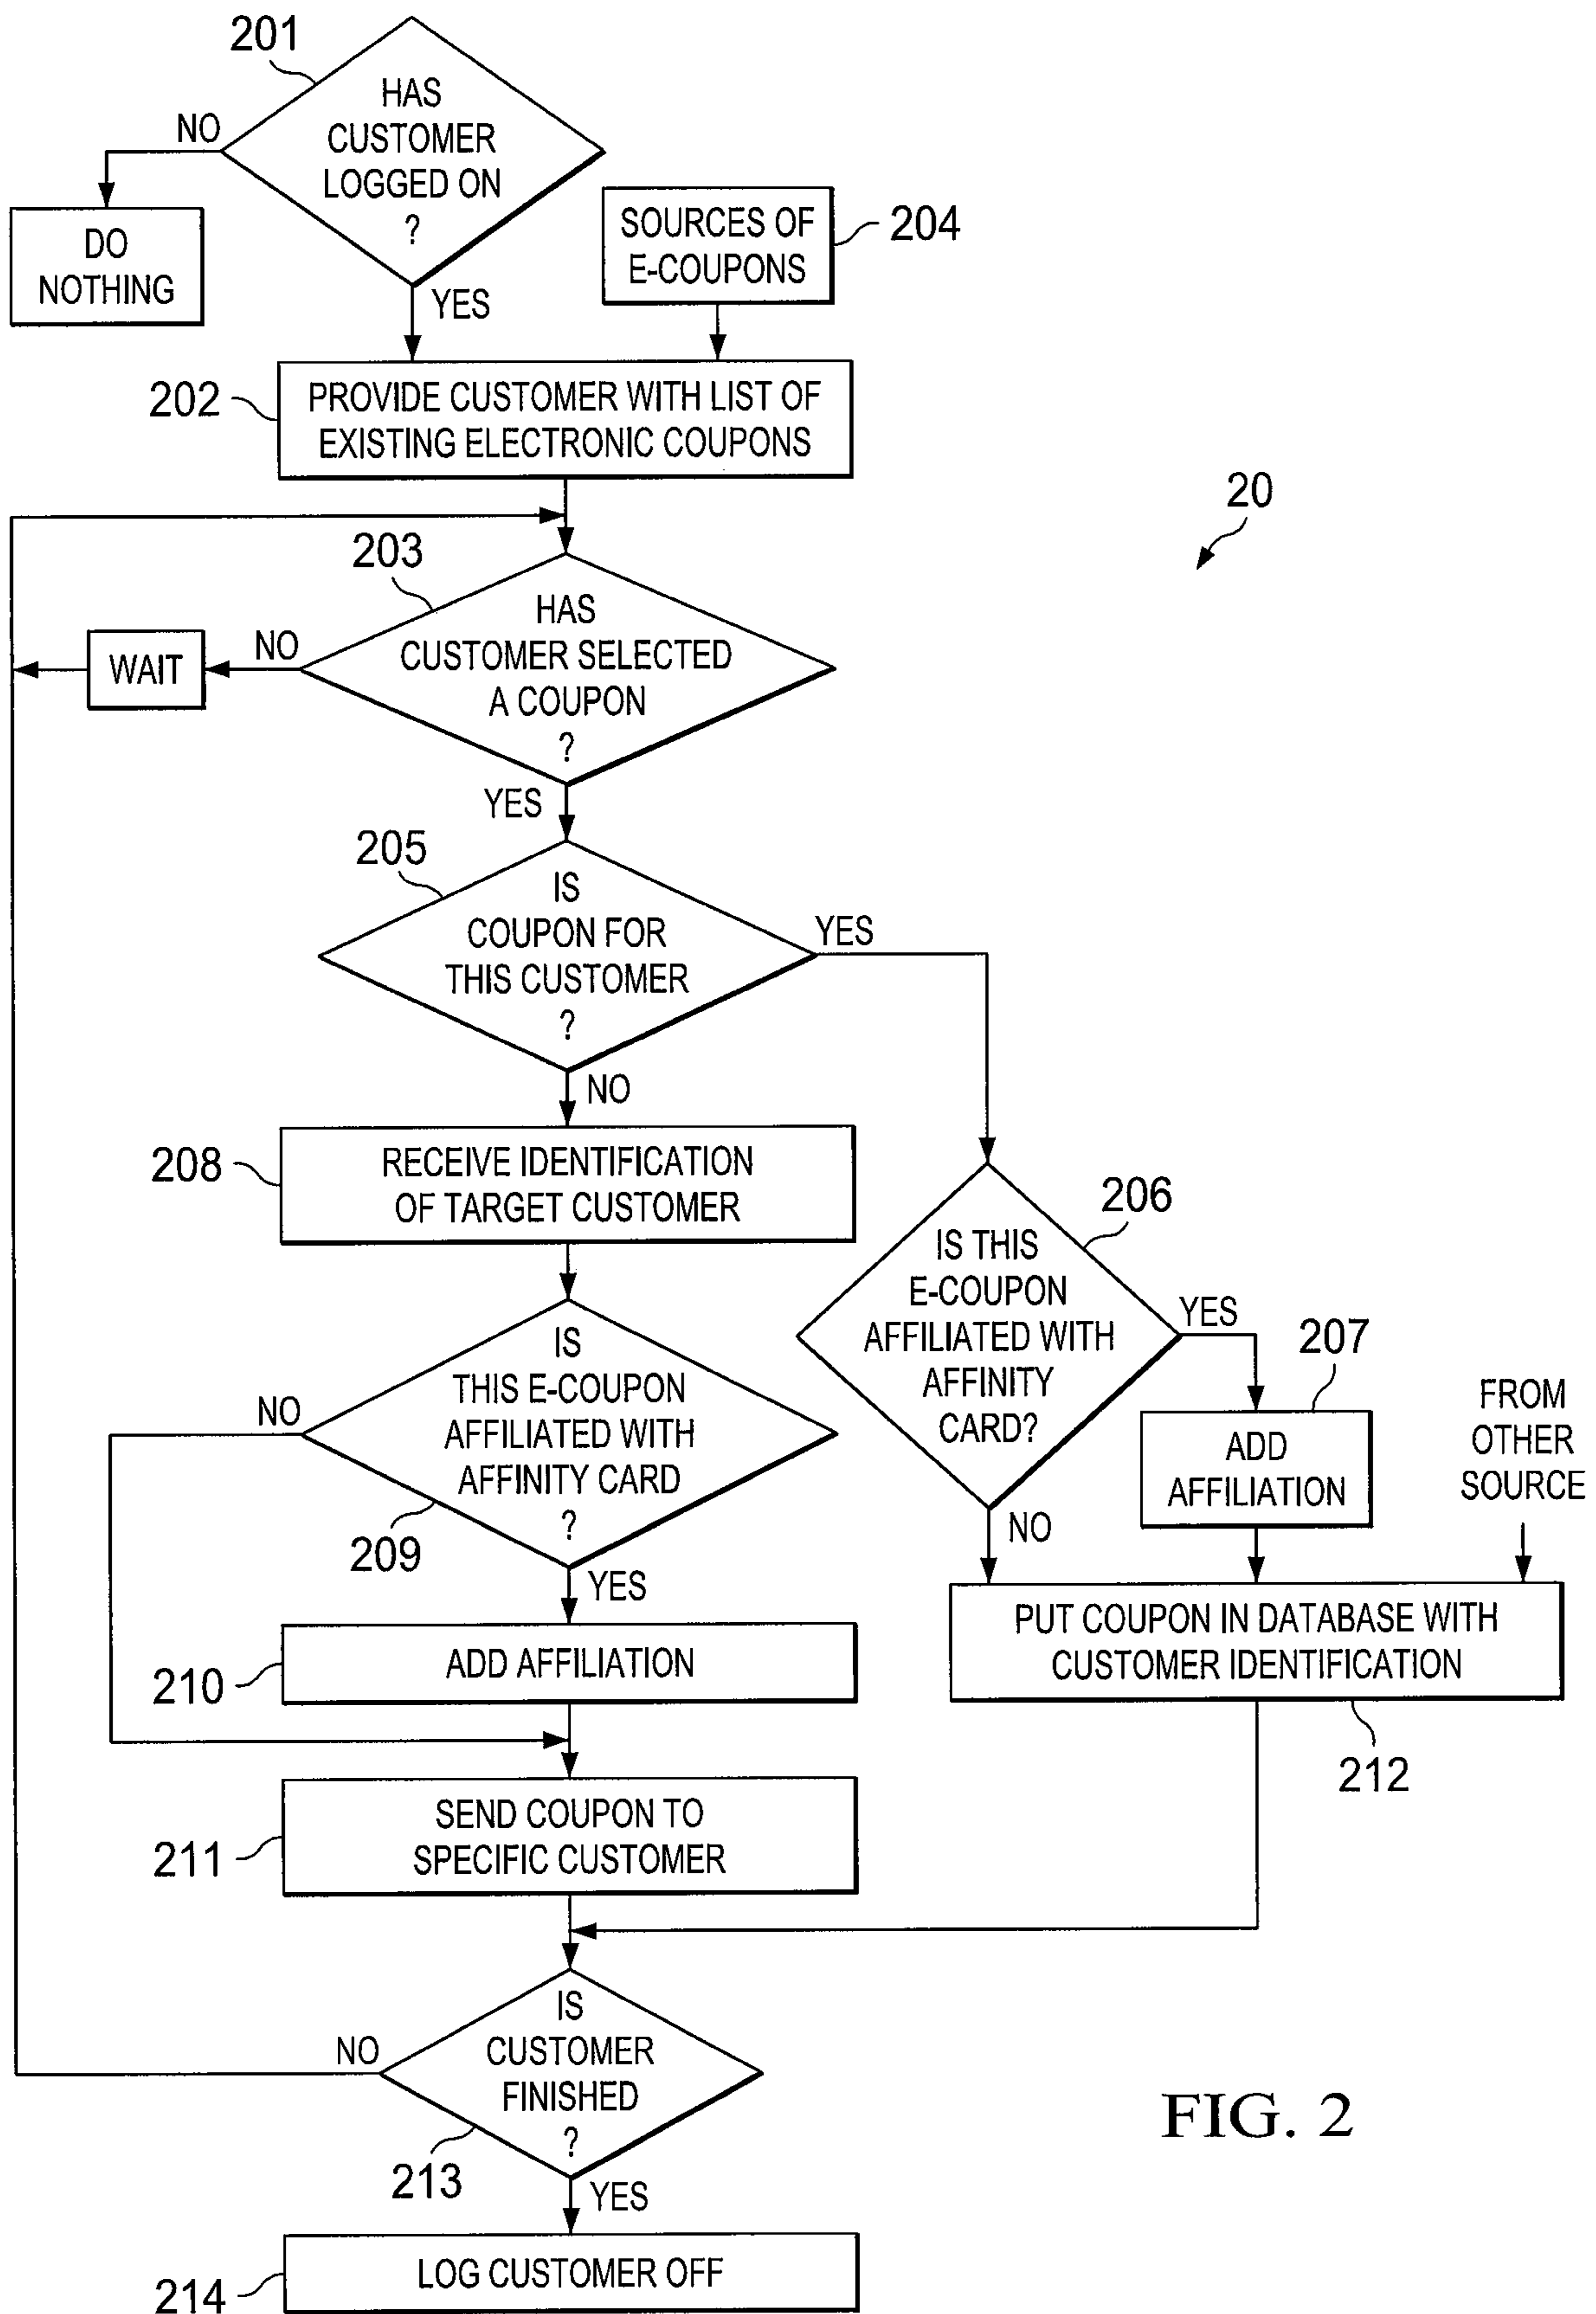 201
HAS
CUSTOMER
LOGGED ON
?
NO
DO
NOTHING
YES
SOURCES OF
E-COUPONS
204
202
PROVIDE CUSTOMER WITH LIST OF
EXISTING ELECTRONIC COUPONS
20
203
HAS
CUSTOMER SELECTED
A COUPON
?
NO
WAIT
YES
205
IS
COUPON FOR
THIS CUSTOMER
?
YES
NO
208
RECEIVE IDENTIFICATION
OF TARGET CUSTOMER
206
IS THIS
E-COUPON
AFFILIATED WITH
AFFINITY
CARD?
YES
207
ADD
AFFILIATION
FROM
OTHER
SOURCE
NO
IS
THIS E-COUPON
AFFILIATED WITH
AFFINITY CARD
?
NO
209
YES
210
ADD AFFILIATION
PUT COUPON IN DATABASE WITH
CUSTOMER IDENTIFICATION
212
211
SEND COUPON TO
SPECIFIC CUSTOMER
IS
CUSTOMER
FINISHED
?
NO
213
YES
214
LOG CUSTOMER OFF
FIG. 2